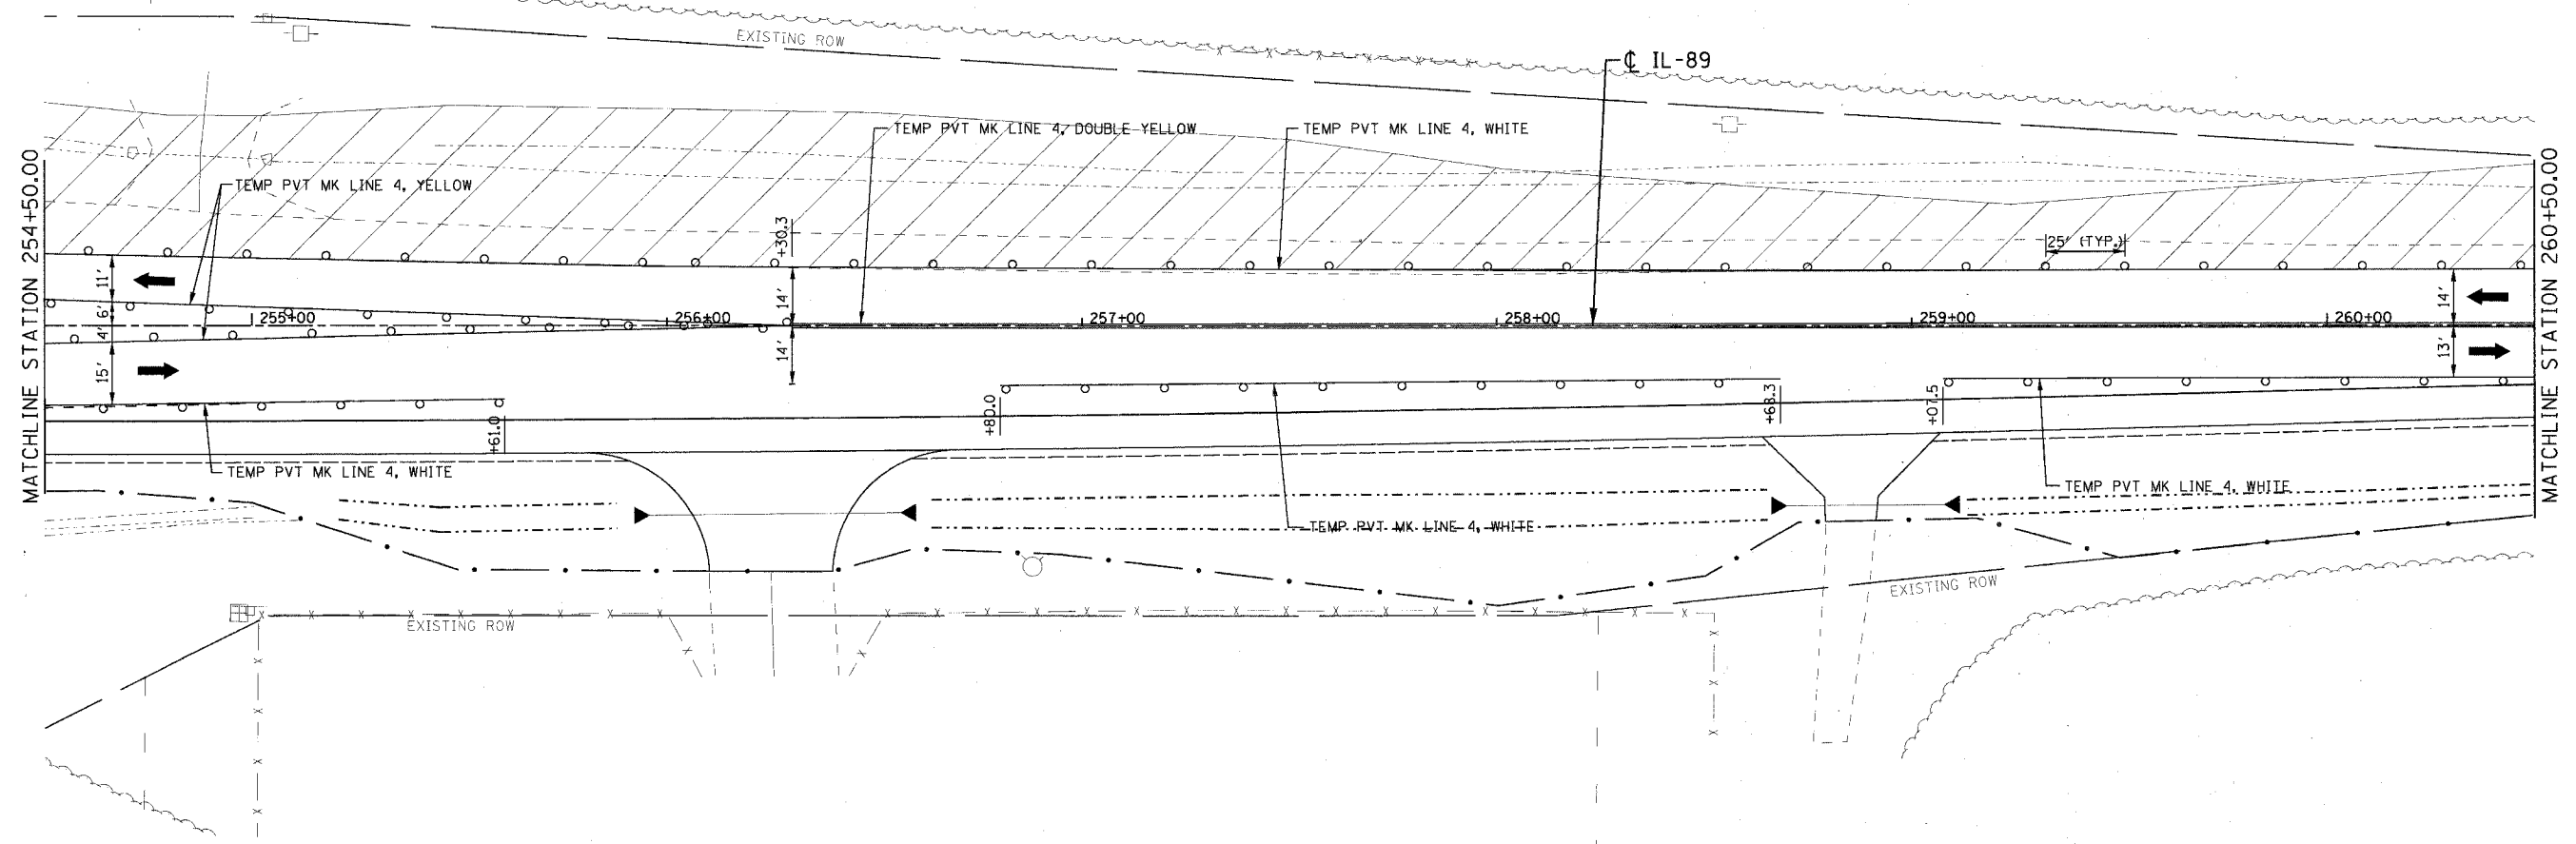 EXISTING ROW
℄ IL-89
TEMP PVT MK LINE 4, DOUBLE YELLOW
TEMP PVT MK LINE 4, WHITE
TEMP PVT MK LINE 4, YELLOW
MATCHLINE STATION 254+50.00
MATCHLINE STATION 260+50.00
+30.3
25' (TYP.)
11'
6'
4'
15'
14'
14'
14'
13'
255+00
256+00
257+00
258+00
259+00
260+00
+61.0
+80.0
+68.3
+07.5
TEMP PVT MK LINE 4, WHITE
TEMP PVT MK LINE 4, WHITE
TEMP PVT MK LINE 4, WHITE
EXISTING ROW
EXISTING ROW